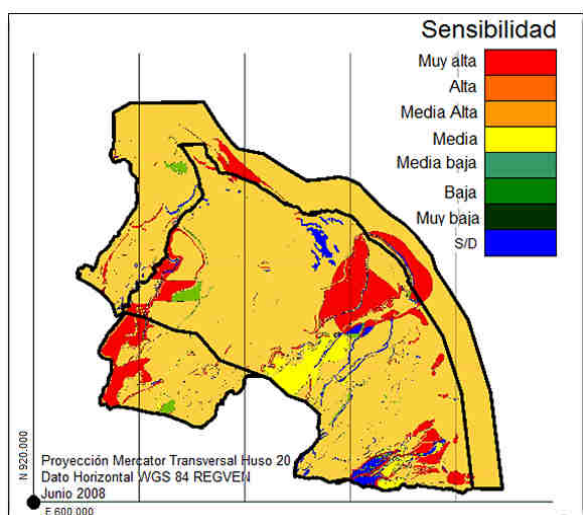 Sensibilidad
Muy alta
Alta
Media Alta
Media
Media baja
Baja
Muy baja
S/D
N 920.000
Proyección Mercator Transversal Huso 20
Dato Horizontal WGS 84 REGVEN
Junio 2008
E 600.000